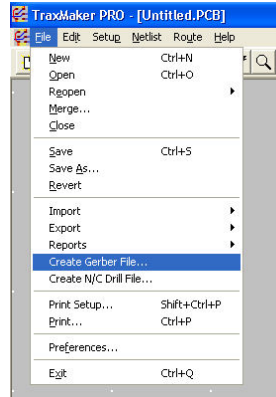 TraxMaker PRO - [Untitled.PCB]
File Edit Setup Netlist Route Help
New Ctrl+N
Open Ctrl+O
Reopen
Merge...
Close
Save Ctrl+S
Save As...
Revert
Import
Export
Reports
Create Gerber File...
Create N/C Drill File...
Print Setup... Shift+Ctrl+P
Print... Ctrl+P
Preferences...
Exit Ctrl+Q